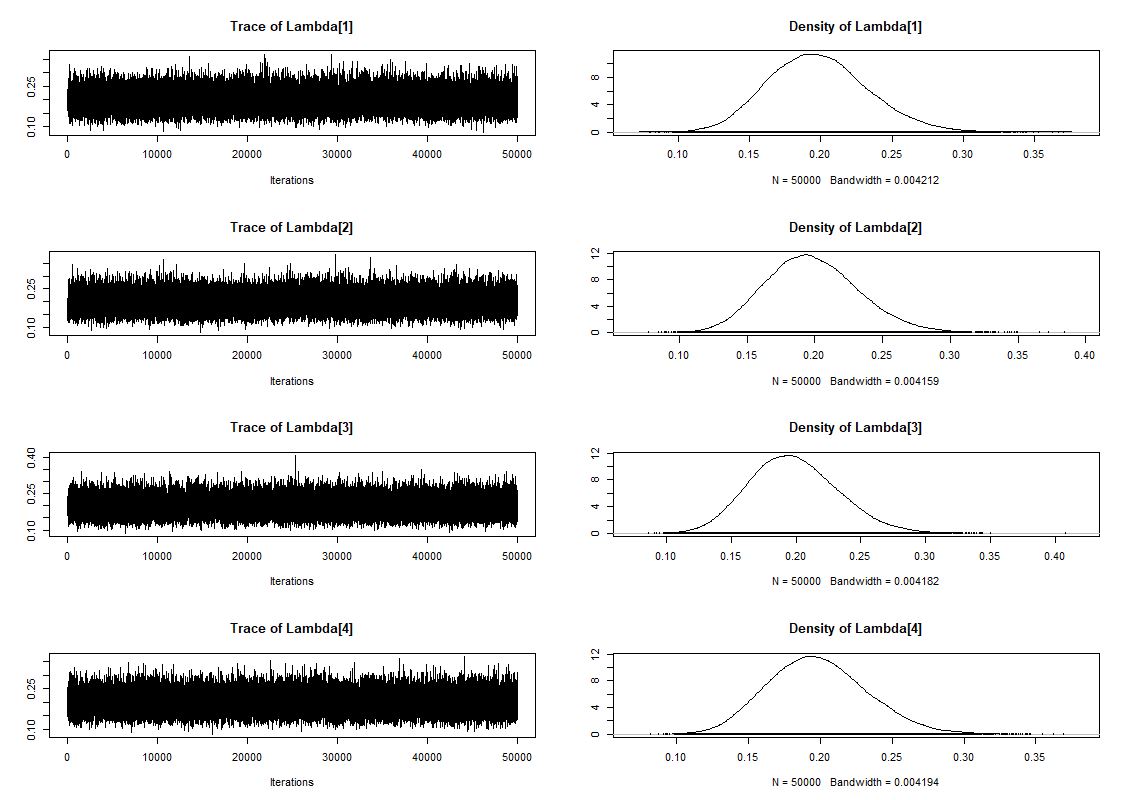 Trace of Lambda[1]
0.10 0.25
0 10000 20000 30000 40000 50000
Iterations
Density of Lambda[1]
0 4 8
0.10 0.15 0.20 0.25 0.30 0.35
N = 50000 Bandwidth = 0.004212
Trace of Lambda[2]
0.10 0.25
0 10000 20000 30000 40000 50000
Iterations
Density of Lambda[2]
0 4 8 12
0.10 0.15 0.20 0.25 0.30 0.35 0.40
N = 50000 Bandwidth = 0.004159
Trace of Lambda[3]
0.10 0.25 0.40
0 10000 20000 30000 40000 50000
Iterations
Density of Lambda[3]
0 4 8 12
0.10 0.15 0.20 0.25 0.30 0.35 0.40
N = 50000 Bandwidth = 0.004182
Trace of Lambda[4]
0.10 0.25
0 10000 20000 30000 40000 50000
Iterations
Density of Lambda[4]
0 4 8 12
0.10 0.15 0.20 0.25 0.30 0.35
N = 50000 Bandwidth = 0.004194